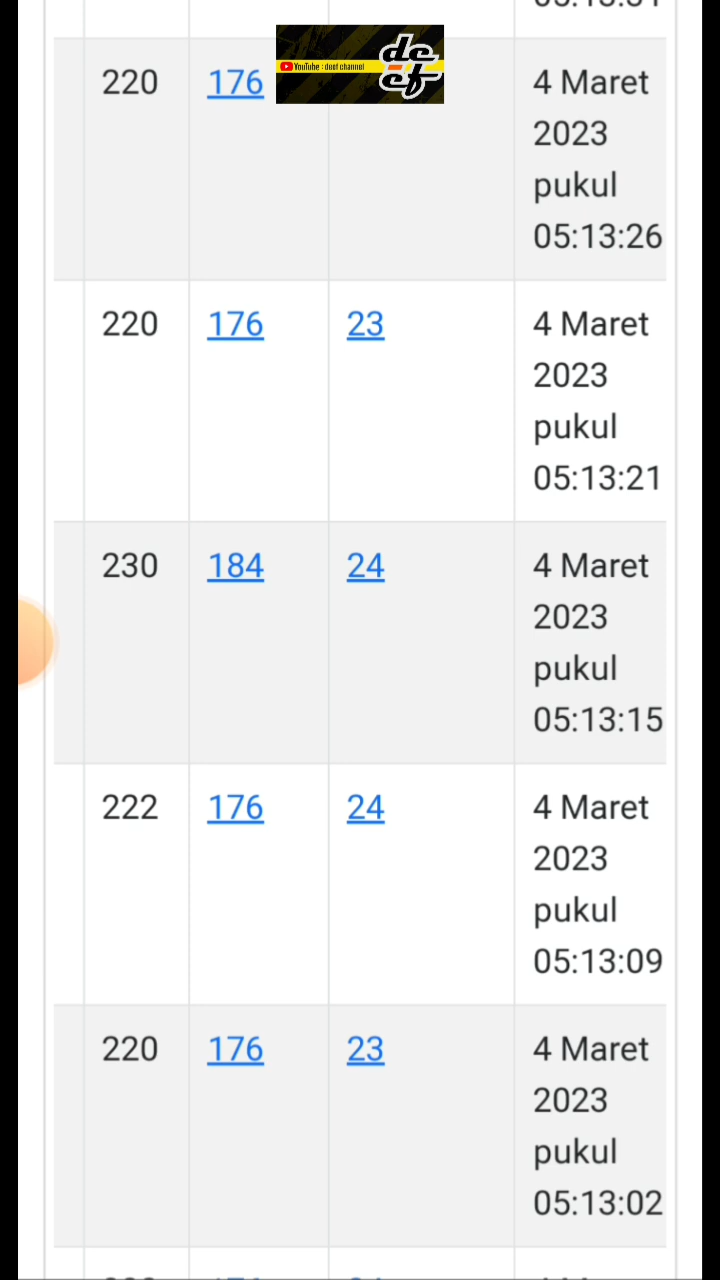 220 176 4 Maret
2023
pukul
05:13:26
YouTube : deef channel
deef
220 176 23 4 Maret
2023
pukul
05:13:21
230 184 24 4 Maret
2023
pukul
05:13:15
222 176 24 4 Maret
2023
pukul
05:13:09
220 176 23 4 Maret
2023
pukul
05:13:02